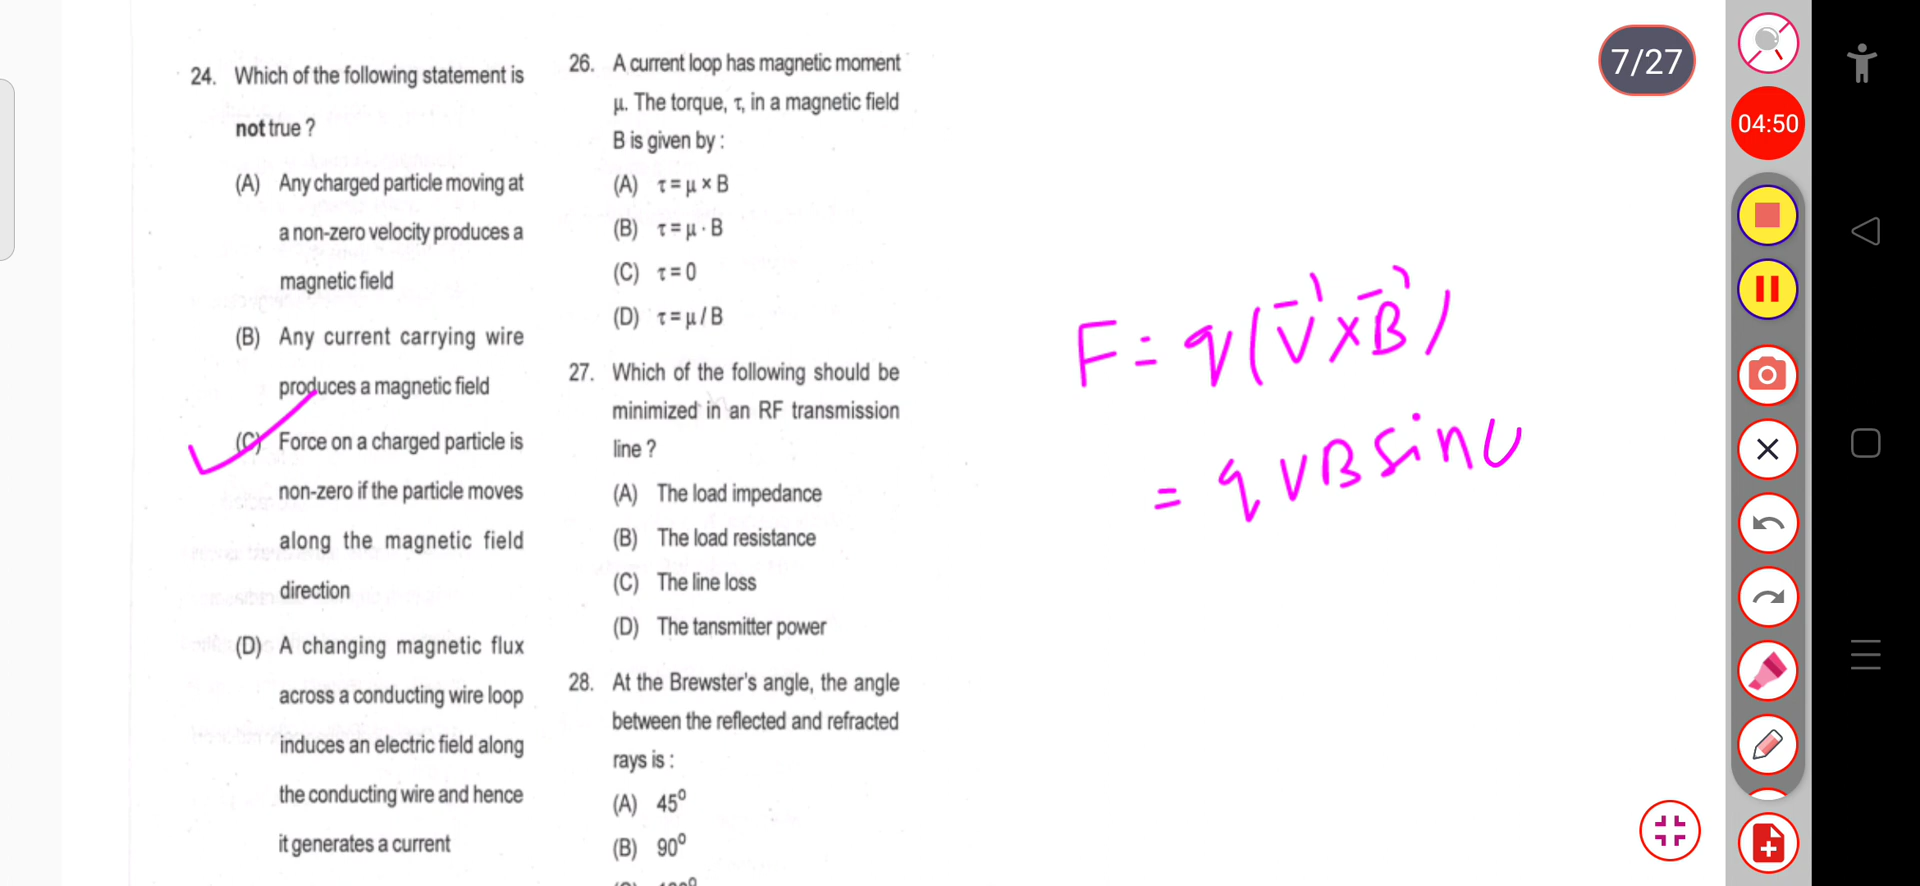 24. Which of the following statement is
not true ?
(A) Any charged particle moving at
a non-zero velocity produces a
magnetic field
(B) Any current carrying wire
produces a magnetic field
(C) Force on a charged particle is
non-zero if the particle moves
along the magnetic field
direction
(D) A changing magnetic flux
across a conducting wire loop
induces an electric field along
the conducting wire and hence
it generates a current
26. A current loop has magnetic moment
μ. The torque, τ, in a magnetic field
B is given by :
(A) τ = μ × B
(B) τ = μ · B
(C) τ = 0
(D) τ = μ / B
27. Which of the following should be
minimized in an RF transmission
line ?
(A) The load impedance
(B) The load resistance
(C) The line loss
(D) The tansmitter power
28. At the Brewster's angle, the angle
between the reflected and refracted
rays is :
(A) 45⁰
(B) 90⁰
F = q(V × B)
= q V B sin
7/27
04:50